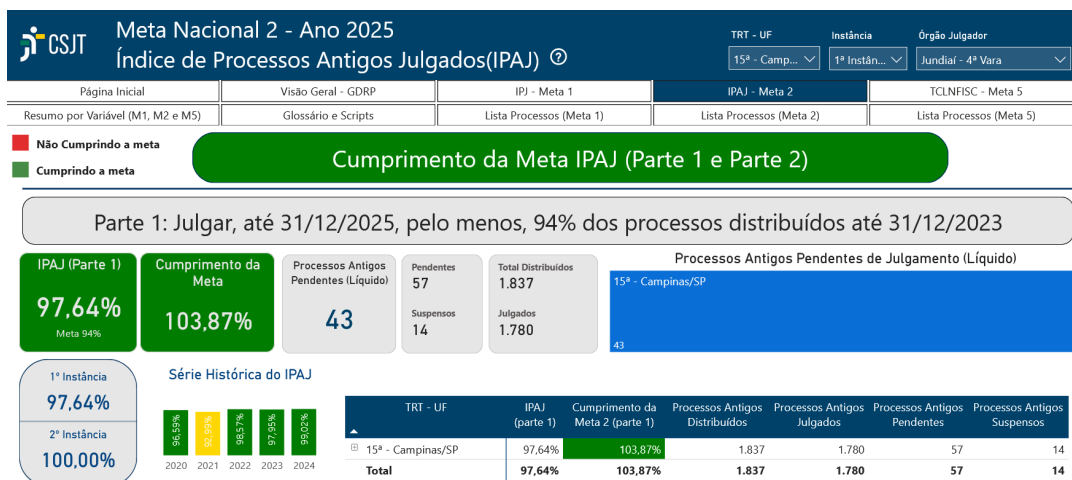 CSJT
Meta Nacional 2 - Ano 2025
Índice de Processos Antigos Julgados(IPAJ)
TRT - UF
Instância
Órgão Julgador
15ª - Camp...
1ª Instân...
Jundiaí - 4ª Vara
Página Inicial
Visão Geral - GDRP
IPJ - Meta 1
IPAJ - Meta 2
TCLNFISC - Meta 5
Resumo por Variável (M1, M2 e M5)
Glossário e Scripts
Lista Processos (Meta 1)
Lista Processos (Meta 2)
Lista Processos (Meta 5)
Não Cumprindo a meta
Cumprindo a meta
Cumprimento da Meta IPAJ (Parte 1 e Parte 2)
Parte 1: Julgar, até 31/12/2025, pelo menos, 94% dos processos distribuídos até 31/12/2023
IPAJ (Parte 1)
97,64%
Meta 94%
Cumprimento da
Meta
103,87%
Processos Antigos
Pendentes (Líquido)
43
Pendentes
57
Suspensos
14
Total Distribuídos
1.837
Julgados
1.780
Processos Antigos Pendentes de Julgamento (Líquido)
15ª - Campinas/SP
43
1ª Instância
97,64%
2ª Instância
100,00%
Série Histórica do IPAJ
96,59% 92,99% 98,57% 97,95% 99,02%
2020 2021 2022 2023 2024
TRT - UF IPAJ (parte 1) Cumprimento da Meta 2 (parte 1) Processos Antigos Distribuídos Processos Antigos Julgados Processos Antigos Pendentes Processos Antigos Suspensos
15ª - Campinas/SP 97,64% 103,87% 1.837 1.780 57 14
Total 97,64% 103,87% 1.837 1.780 57 14